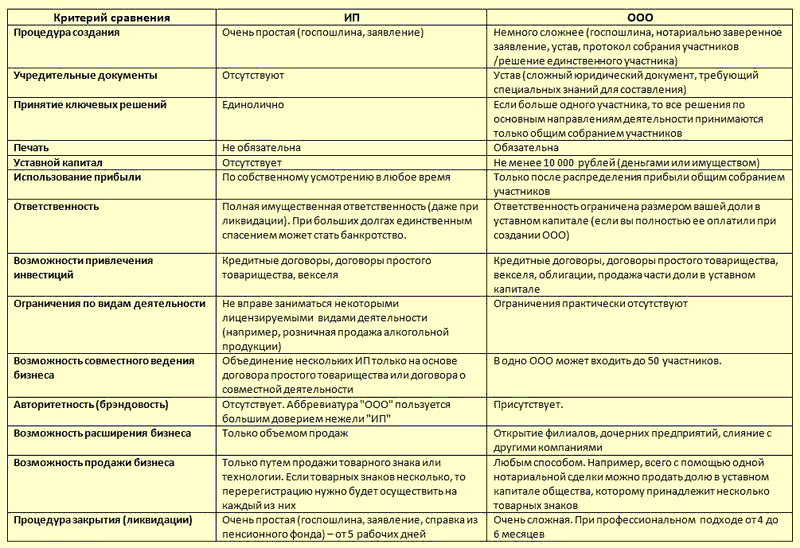 Критерий сравнения ИП ООО
Процедура создания Очень простая (госпошлина, заявление) Немного сложнее (госпошлина, нотариально заверенное
заявление, устав, протокол собрания участников
/решение единственного участника)
Учредительные документы Отсутствуют Устав (сложный юридический документ, требующий
специальных знаний для составления)
Принятие ключевых решений Единолично Если больше одного участника, то все решения по
основным направлениям деятельности принимаются
только общим собранием участников
Печать Не обязательна Обязательна
Уставной капитал Отсутствует Не менее 10 000 рублей (деньгами или имуществом)
Использование прибыли По собственному усмотрению в любое время Только после распределения прибыли общим собранием
участников
Ответственность Полная имущественная ответственность (даже при Ответственность ограничена размером вашей доли в
ликвидации). При больших долгах единственным уставном капитале (если вы полностью ее оплатили при
спасением может стать банкротство. создании ООО)
Возможности привлечения Кредитные договоры, договоры простого Кредитные договоры, договоры простого товарищества,
инвестиций товарищества, векселя векселя, облигации, продажа части доли в уставном
капитале
Ограничения по видам деятельности Не вправе заниматься некоторыми Ограничения практически отсутствуют
лицензируемыми видами деятельности
(например, розничная продажа алкогольной
продукции)
Возможность совместного ведения Объединение нескольких ИП только на основе В одно ООО может входить до 50 участников.
бизнеса договора простого товарищества или договора о
совместной деятельности
Авторитетность (брэндовость) Отсутствует. Аббревиатура "ООО" пользуется Присутствует.
большим доверием нежели "ИП"
Возможность расширения бизнеса Только объемом продаж Открытие филиалов, дочерних предприятий, слияние с
другими компаниями
Возможность продажи бизнеса Только путем продажи товарного знака или Любым способом. Например, всего с помощью одной
технологии. Если товарных знаков несколько, то нотариальной сделки можно продать долю в уставном
перерегистрацию нужно будет осуществить на капитале общества, которому принадлежит несколько
каждый из них товарных знаков
Процедура закрытия (ликвидации) Очень простая (госпошлина, заявление, справка из Очень сложная. При профессиональном подходе от 4 до
пенсионного фонда) – от 5 рабочих дней 6 месяцев